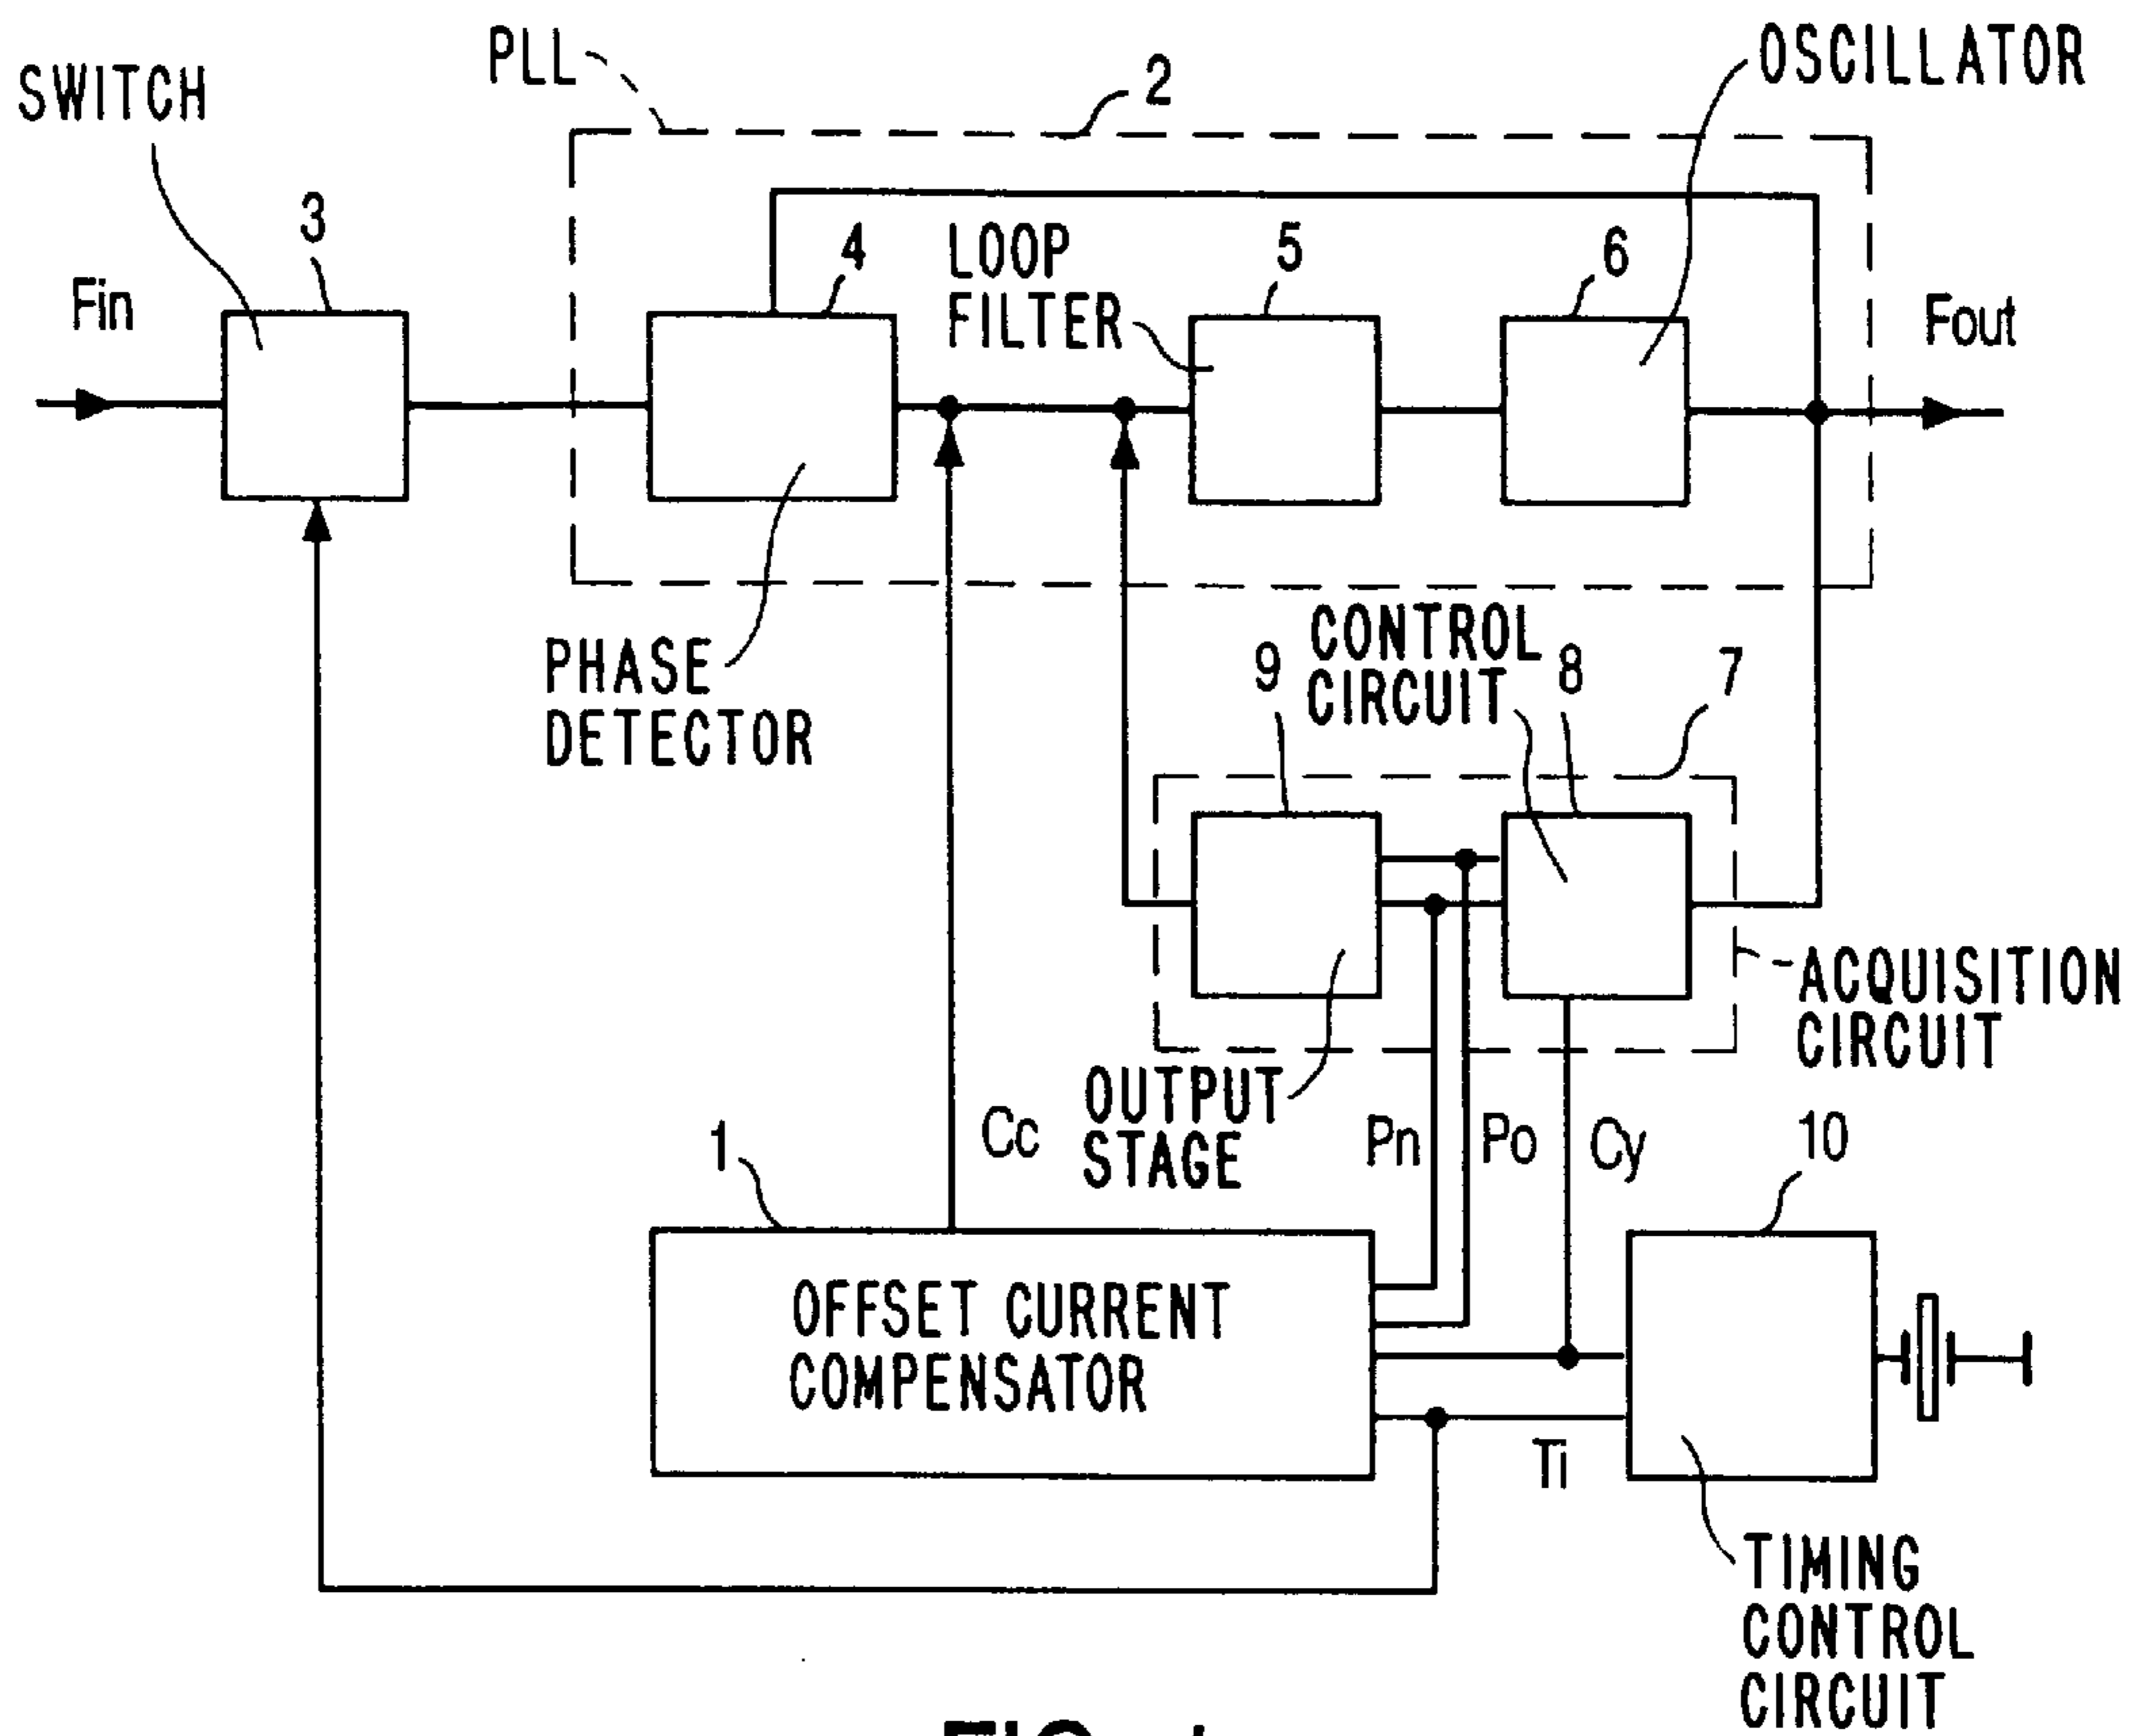 PLL
2
OSCILLATOR
SWITCH
3
4
LOOP
FILTER
5
6
Fin
Fout
PHASE
DETECTOR
9
CONTROL
CIRCUIT
8
7
ACQUISITION
CIRCUIT
OUTPUT
STAGE
1
Cc
Pn
Po
Cy
10
OFFSET CURRENT
COMPENSATOR
Ti
TIMING
CONTROL
CIRCUIT